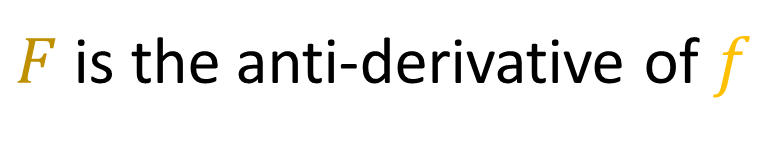 F is the anti-derivative of f